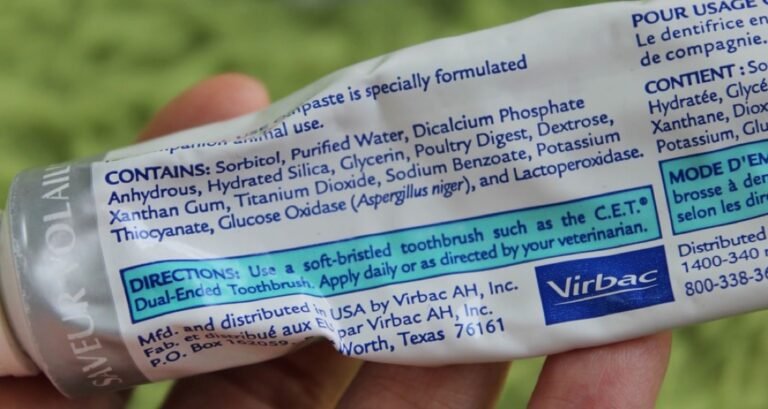 paste is specially formulated
animal use.
CONTAINS: Sorbitol, Purified Water, Dicalcium Phosphate
Anhydrous, Hydrated Silica, Glycerin, Poultry Digest, Dextrose,
Xanthan Gum, Titanium Dioxide, Sodium Benzoate, Potassium
Thiocyanate, Glucose Oxidase (Aspergillus niger), and Lactoperoxidase.
DIRECTIONS: Use a soft-bristled toothbrush such as the C.E.T.®
Dual-Ended Toothbrush. Apply daily or as directed by your veterinarian.
Mfd. and distributed in USA by Virbac AH, Inc.
Fab. et distribué aux par Virbac AH, Inc.
P.O. Box 162059, Worth, Texas 76161
Virbac
POUR USAGE
Le dentifrice en
de compagnie.
CONTIENT : So
Hydratée, Glycé
Xanthane, Diox
Potassium, Glu
MODE D'EM
brosse à den
selon les dir
Distributed
1400-340
800-338-36
SAVEUR VOLAIL